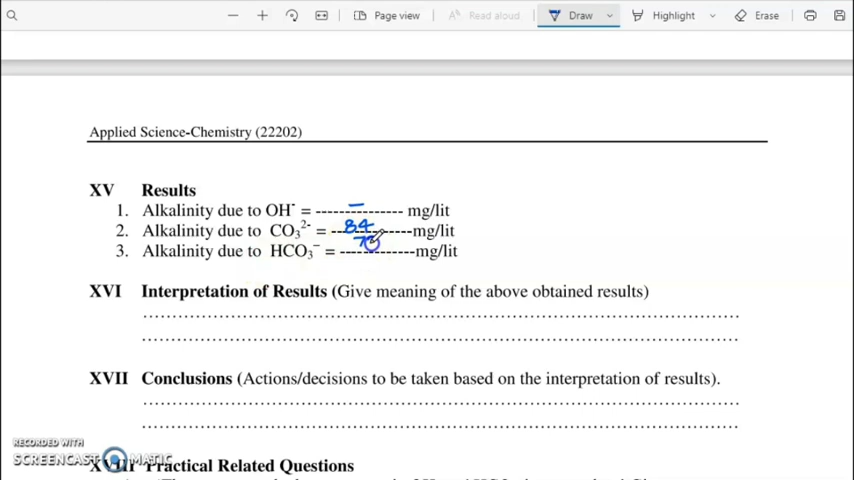 Page view
Read aloud
Draw
Highlight
Erase
Applied Science-Chemistry (22202)
XV Results
1. Alkalinity due to OH⁻ = -----–-------- mg/lit
2. Alkalinity due to CO₃²⁻ = --84--------mg/lit
3. Alkalinity due to HCO₃⁻ = -------------mg/lit
XVI Interpretation of Results (Give meaning of the above obtained results)
XVII Conclusions (Actions/decisions to be taken based on the interpretation of results).
RECORDED WITH
SCREENCAST MATIC
XVIII Practical Related Questions